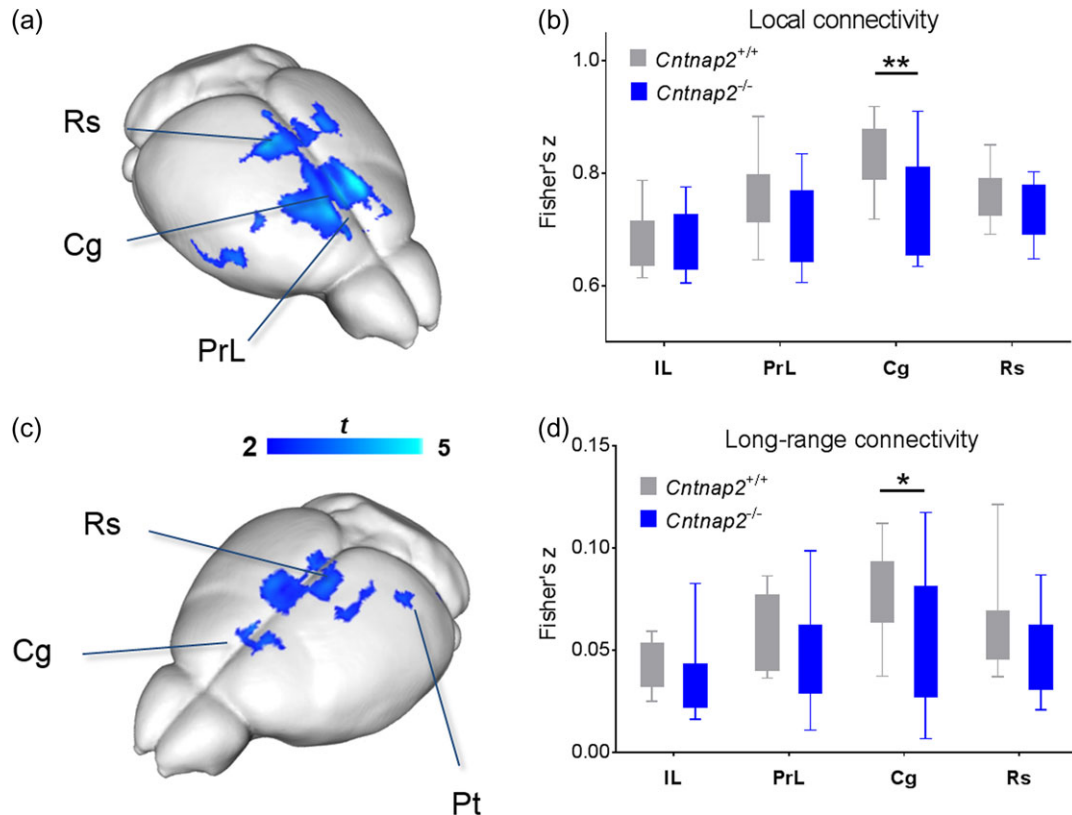 (a)
Rs
Cg
PrL
(b)
Local connectivity
Cntnap2+/+
Cntnap2-/-
**
Fisher's z
1.0
0.8
0.6
IL PrL Cg Rs
(c)
2 t 5
Rs
Cg
Pt
(d)
Long-range connectivity
Cntnap2+/+
Cntnap2-/-
*
Fisher's z
0.15
0.10
0.05
0.00
IL PrL Cg Rs